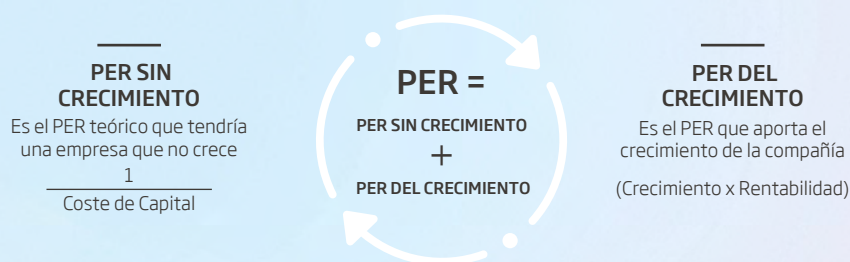 PER SIN
CRECIMIENTO
Es el PER teórico que tendría
una empresa que no crece
1
Coste de Capital
PER =
PER SIN CRECIMIENTO
+
PER DEL CRECIMIENTO
PER DEL
CRECIMIENTO
Es el PER que aporta el
crecimiento de la compañía
(Crecimiento x Rentabilidad)